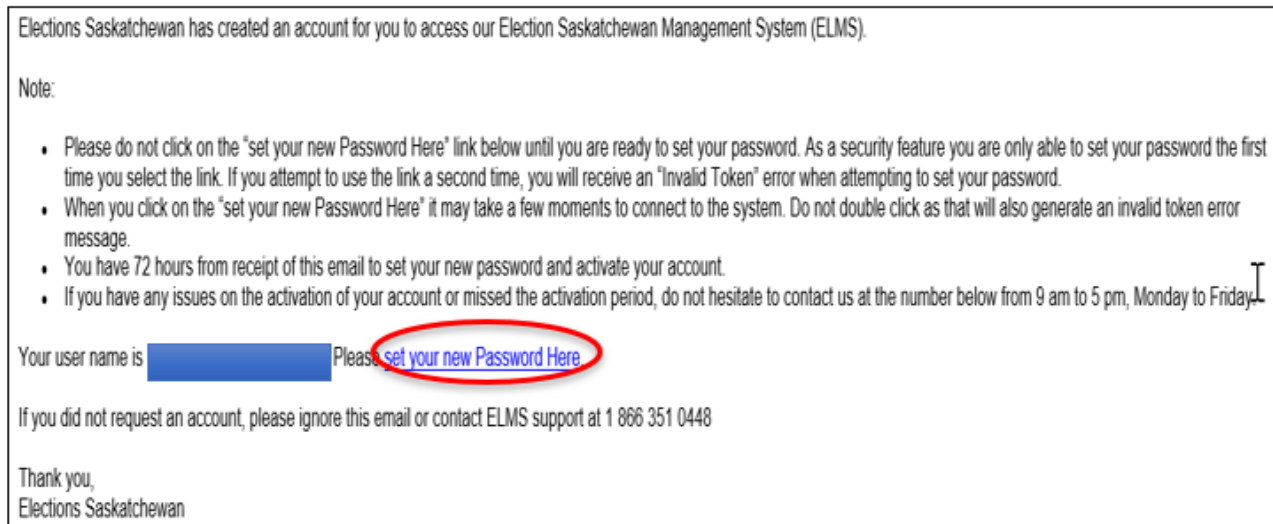 Elections Saskatchewan has created an account for you to access our Election Saskatchewan Management System (ELMS).
Note:
• Please do not click on the “set your new Password Here” link below until you are ready to set your password. As a security feature you are only able to set your password the first
time you select the link. If you attempt to use the link a second time, you will receive an “Invalid Token” error when attempting to set your password.
• When you click on the “set your new Password Here” it may take a few moments to connect to the system. Do not double click as that will also generate an invalid token error
message.
• You have 72 hours from receipt of this email to set your new password and activate your account.
• If you have any issues on the activation of your account or missed the activation period, do not hesitate to contact us at the number below from 9 am to 5 pm, Monday to Friday.
Your user name is Please set your new Password Here
If you did not request an account, please ignore this email or contact ELMS support at 1 866 351 0448
Thank you,
Elections Saskatchewan